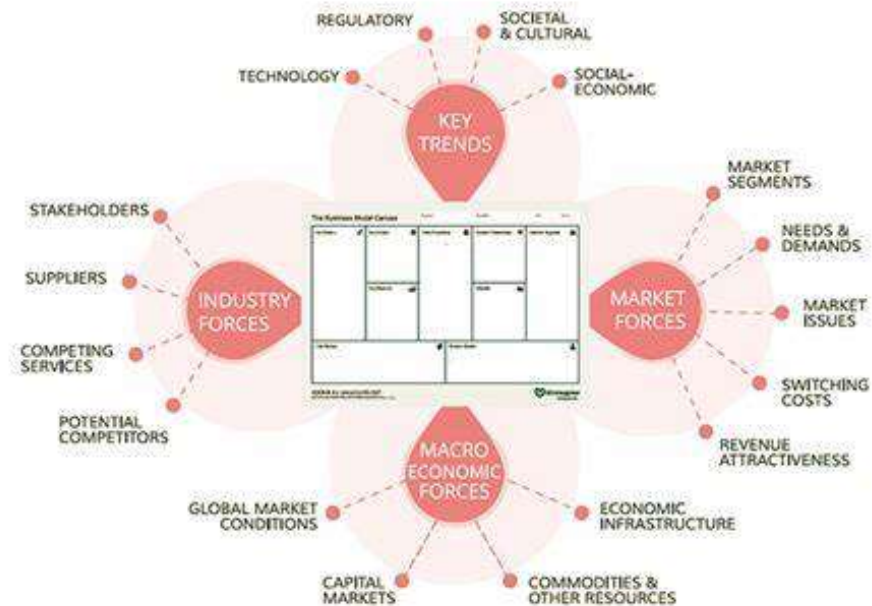 REGULATORY
SOCIETAL
& CULTURAL
TECHNOLOGY
SOCIAL-
ECONOMIC
KEY
TRENDS
MARKET
SEGMENTS
STAKEHOLDERS
NEEDS &
DEMANDS
The Business Model Canvas
SUPPLIERS
INDUSTRY
FORCES
MARKET
FORCES
MARKET
ISSUES
COMPETING
SERVICES
SWITCHING
COSTS
POTENTIAL
COMPETITORS
REVENUE
ATTRACTIVENESS
MACRO
ECONOMIC
FORCES
GLOBAL MARKET
CONDITIONS
ECONOMIC
INFRASTRUCTURE
CAPITAL
MARKETS
COMMODITIES &
OTHER RESOURCES